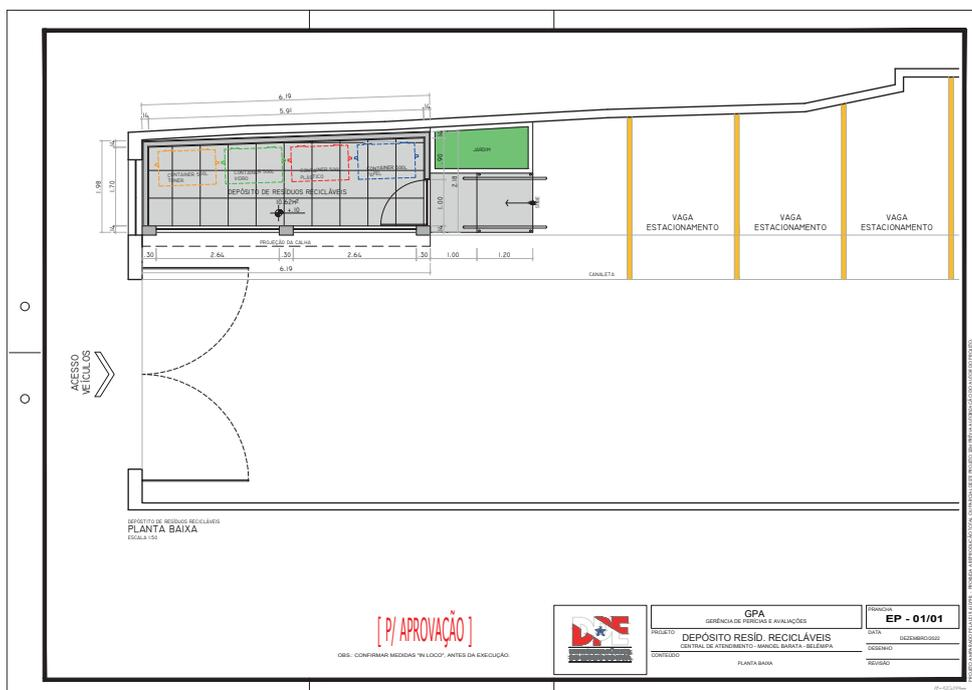 6.19
5.91
.14
.14
1.98
1.70
.14
.14
CONTAINER 500L
TONER
CONTAINER 500L
VIDRO
CONTAINER 500L
PLÁSTICO
CONTAINER 500L
PAPEL
DEPÓSITO DE RESÍDUOS RECICLÁVEIS
10.62m²
+.10
JARDIM
.90
2.18
1.00
SOBE
PROJEÇÃO DA CALHA
.30
2.64
.30
2.64
.30
1.00
1.20
6.19
CANALETA
VAGA
ESTACIONAMENTO
VAGA
ESTACIONAMENTO
VAGA
ESTACIONAMENTO
ACESSO
VEÍCULOS
DEPÓSITO DE RESÍDUOS RECICLÁVEIS
PLANTA BAIXA
ESCALA 1:50
[ P/ APROVAÇÃO ]
OBS.: CONFIRMAR MEDIDAS "IN LOCO", ANTES DA EXECUÇÃO.
DPE
GPA
GERÊNCIA DE PERÍCIAS E AVALIAÇÕES
PROJETO
DEPÓSITO RESÍD. RECICLÁVEIS
CENTRAL DE ATENDIMENTO - MANOEL BARATA - BELÉM/PA
CONTEÚDO
PLANTA BAIXA
PRANCHA
EP - 01/01
DATA
DEZEMBRO/2022
DESENHO
REVISÃO